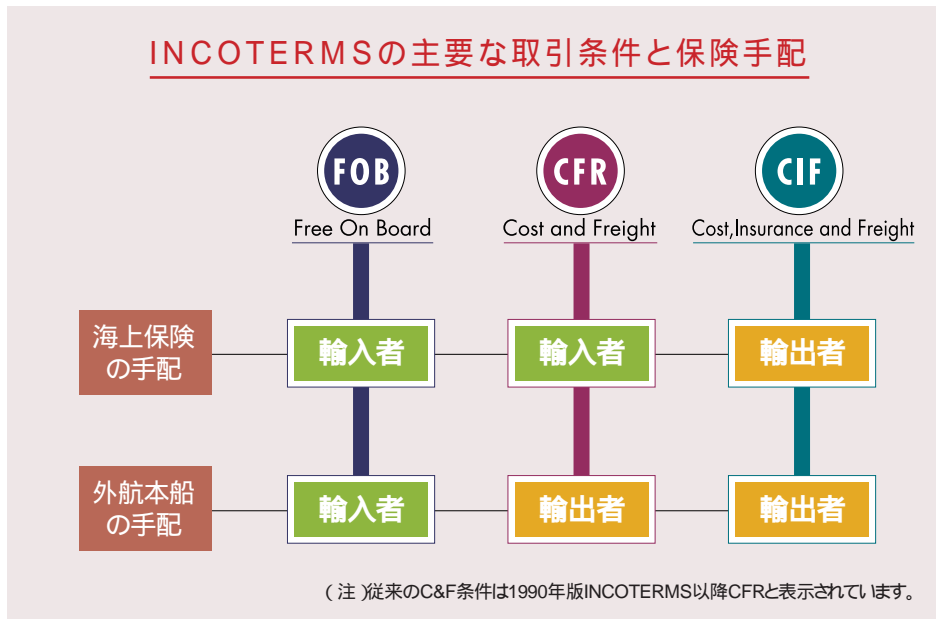 INCOTERMSの主要な取引条件と保険手配
FOB CFR CIF
Free On Board Cost and Freight Cost,Insurance and Freight
海上保険
の手配
輸入者 輸入者 輸出者
外航本船
の手配
輸入者 輸出者 輸出者
(注)従来のC&F条件は1990年版INCOTERMS以降CFRと表示されています。